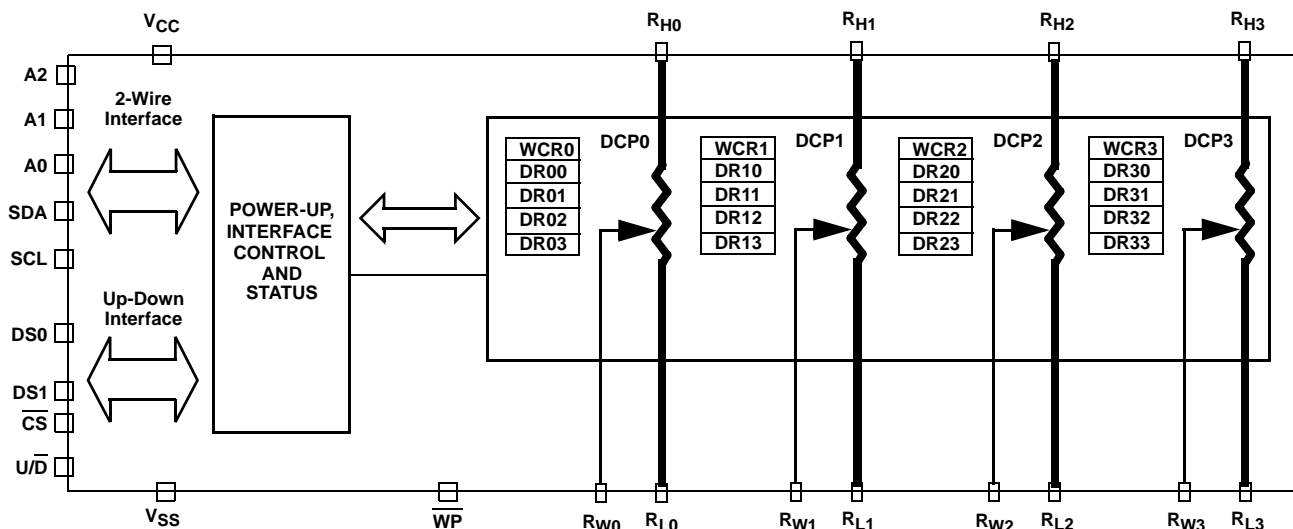 VCC
RH0
RH1
RH2
RH3
A2
A1
A0
SDA
SCL
DS0
DS1
C̅S̅
U/D̅
2-Wire
Interface
Up-Down
Interface
POWER-UP,
INTERFACE
CONTROL
AND
STATUS
WCR0
DR00
DR01
DR02
DR03
DCP0
WCR1
DR10
DR11
DR12
DR13
DCP1
WCR2
DR20
DR21
DR22
DR23
DCP2
WCR3
DR30
DR31
DR32
DR33
DCP3
VSS
W̅P̅
RW0
RL0
RW1
RL1
RW2
RL2
RW3
RL3